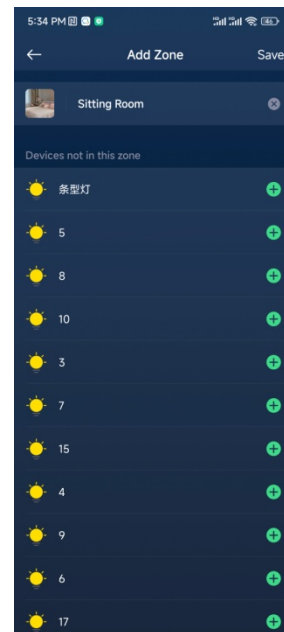 5:34 PM
Add Zone
Save
Sitting Room
Devices not in this zone
条型灯
5
8
10
3
7
15
4
9
6
17